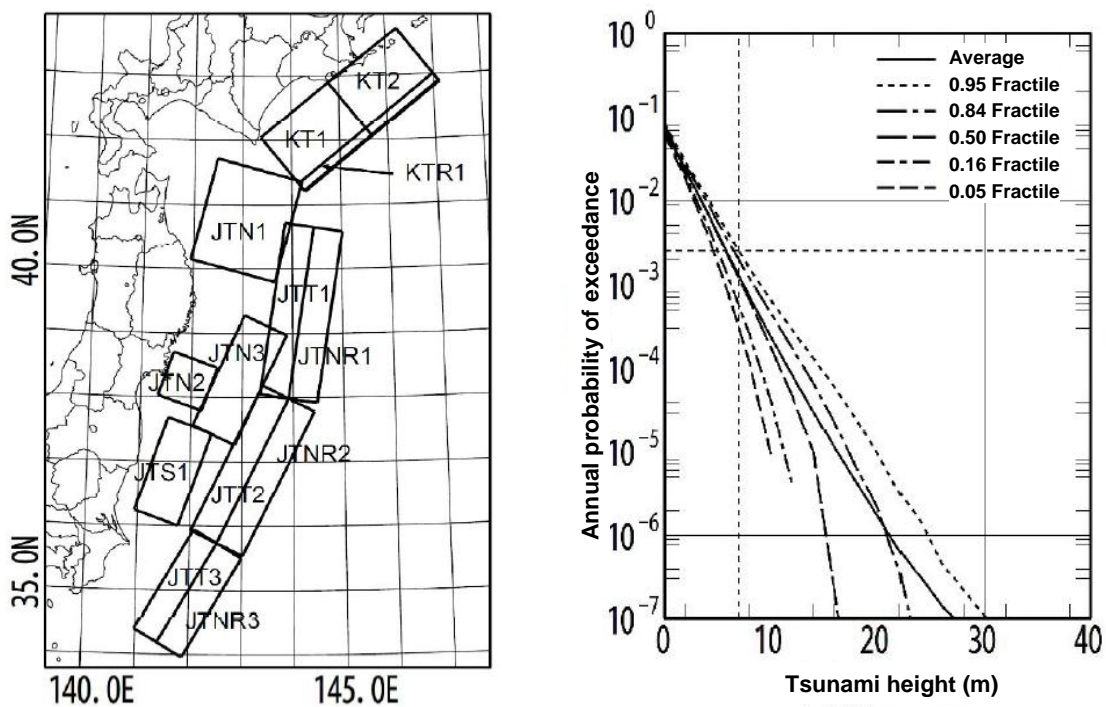 KT2
KT1
KTR1
JTN1
JTT1
JTN3
JTNR1
JTN2
JTNR2
JTS1
JTT2
JTT3
JTNR3
40.0N
35.0N
140.0E
145.0E
Average
0.95 Fractile
0.84 Fractile
0.50 Fractile
0.16 Fractile
0.05 Fractile
Annual probability of exceedance
10^0
10^-1
10^-2
10^-3
10^-4
10^-5
10^-6
10^-7
0
10
20
30
40
Tsunami height (m)